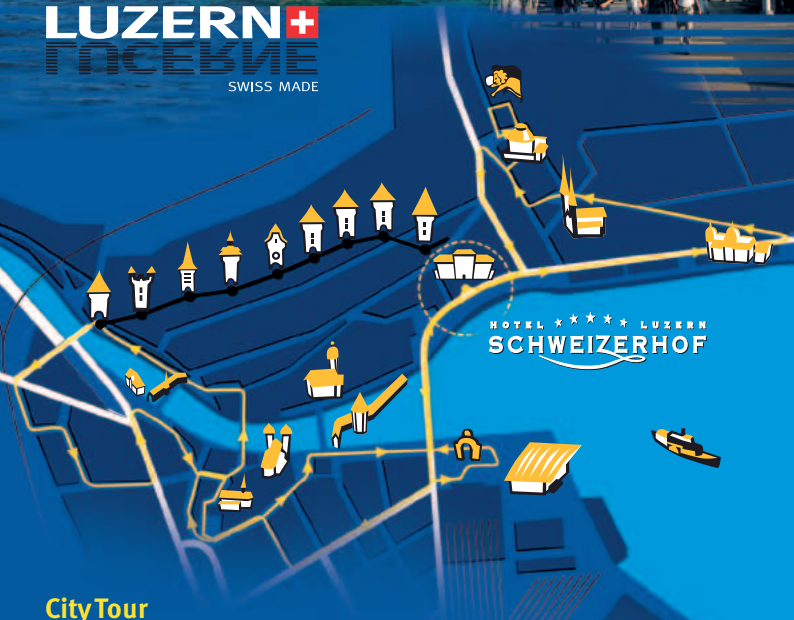 LUZERN
LUCERNE
SWISS MADE
HOTEL ★★★★★ LUZERN
SCHWEIZERHOF
City Tour